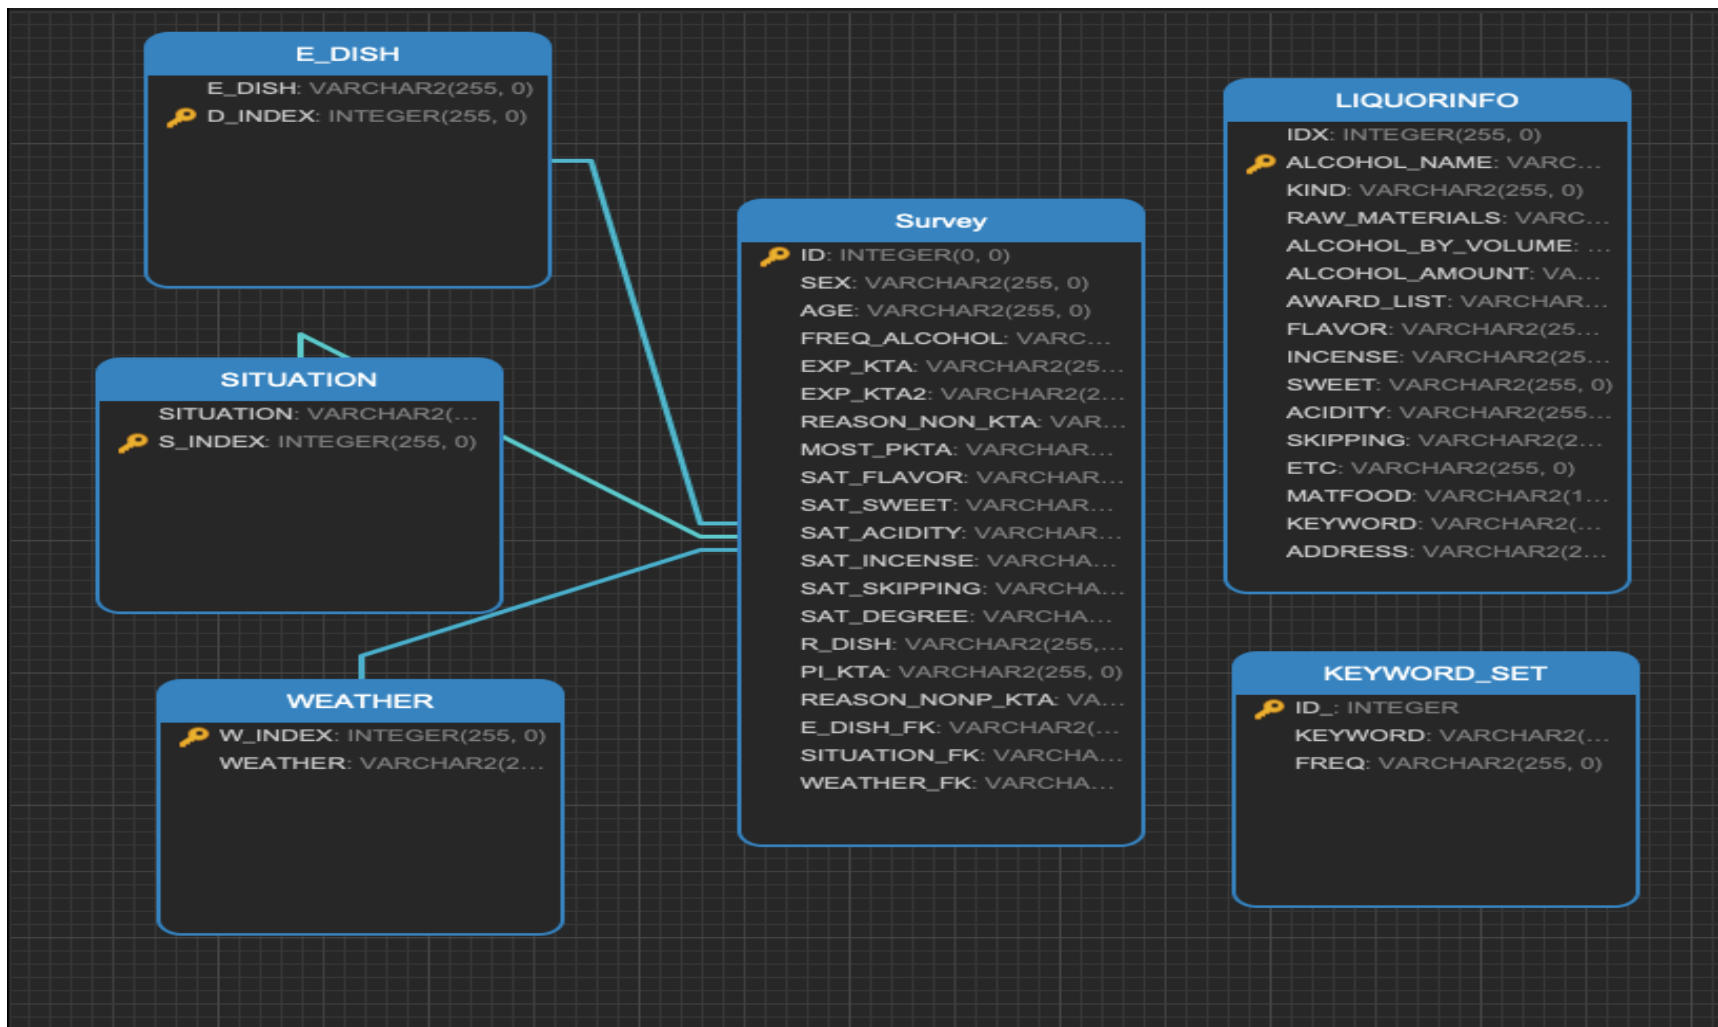 E_DISH
E_DISH: VARCHAR2(255, 0)
D_INDEX: INTEGER(255, 0)
SITUATION
SITUATION: VARCHAR2(...
S_INDEX: INTEGER(255, 0)
WEATHER
W_INDEX: INTEGER(255, 0)
WEATHER: VARCHAR2(2...
Survey
ID: INTEGER(0, 0)
SEX: VARCHAR2(255, 0)
AGE: VARCHAR2(255, 0)
FREQ_ALCOHOL: VARC...
EXP_KTA: VARCHAR2(25...
EXP_KTA2: VARCHAR2(2...
REASON_NON_KTA: VAR...
MOST_PKTA: VARCHAR...
SAT_FLAVOR: VARCHAR...
SAT_SWEET: VARCHAR...
SAT_ACIDITY: VARCHAR...
SAT_INCENSE: VARCHA...
SAT_SKIPPING: VARCHA...
SAT_DEGREE: VARCHA...
R_DISH: VARCHAR2(255,...
PI_KTA: VARCHAR2(255, 0)
REASON_NONP_KTA: VA...
E_DISH_FK: VARCHAR2(...
SITUATION_FK: VARCHA...
WEATHER_FK: VARCHA...
LIQUORINFO
IDX: INTEGER(255, 0)
ALCOHOL_NAME: VARC...
KIND: VARCHAR2(255, 0)
RAW_MATERIALS: VARC...
ALCOHOL_BY_VOLUME: ...
ALCOHOL_AMOUNT: VA...
AWARD_LIST: VARCHAR...
FLAVOR: VARCHAR2(25...
INCENSE: VARCHAR2(25...
SWEET: VARCHAR2(255, 0)
ACIDITY: VARCHAR2(255...
SKIPPING: VARCHAR2(2...
ETC: VARCHAR2(255, 0)
MATFOOD: VARCHAR2(1...
KEYWORD: VARCHAR2(...
ADDRESS: VARCHAR2(2...
KEYWORD_SET
ID_: INTEGER
KEYWORD: VARCHAR2(...
FREQ: VARCHAR2(255, 0)